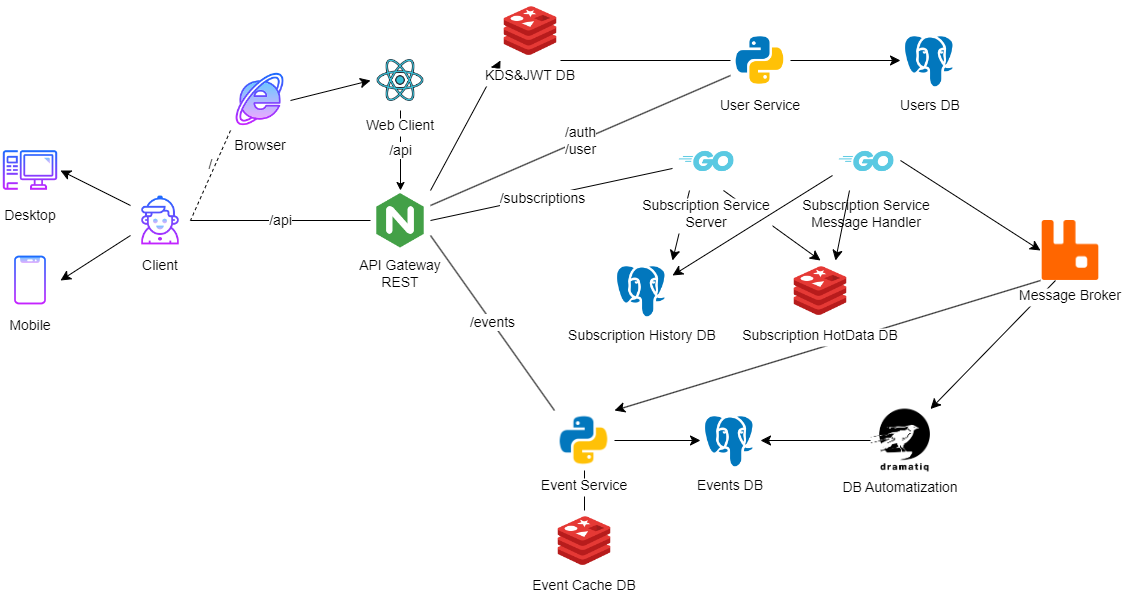 KDS&JWT DB
User Service
Users DB
Browser
Web Client
/api
/
/auth
/user
GO
GO
Desktop
Client
/api
/subscriptions
Subscription Service
Server
Subscription Service
Message Handler
API Gateway
REST
Mobile
Message Broker
/events
Subscription History DB
Subscription HotData DB
dramatiq
Event Service
Events DB
DB Automatization
Event Cache DB